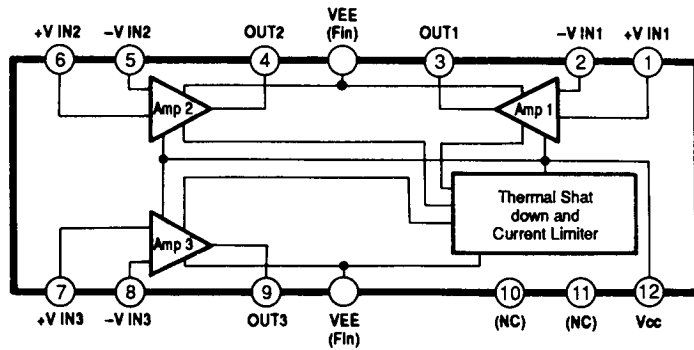 +V IN2
−V IN2
OUT2
VEE
(Fin)
OUT1
−V IN1
+V IN1
6
5
4
3
2
1
Amp 2
Amp 1
Thermal Shat
down and
Current Limiter
Amp 3
7
8
9
10
11
12
+V IN3
−V IN3
OUT3
VEE
(Fin)
(NC)
(NC)
Vcc